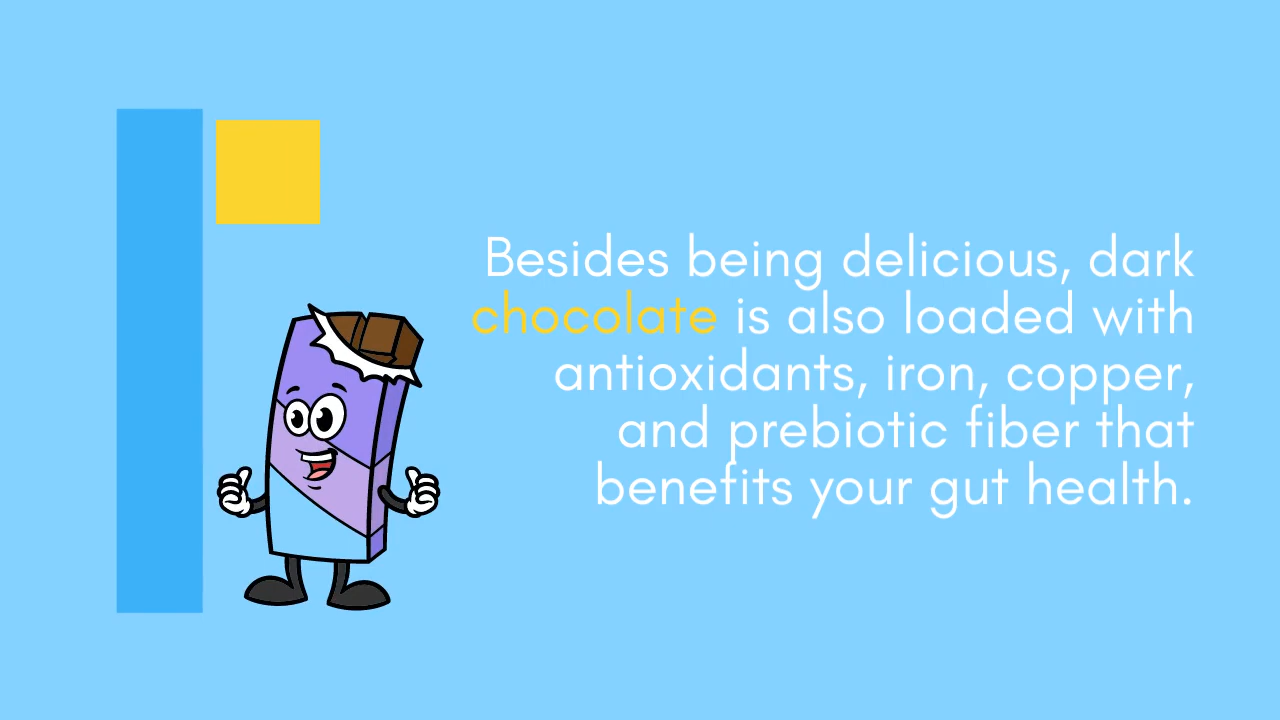 Besides being delicious, dark
chocolate is also loaded with
antioxidants, iron, copper,
and prebiotic fiber that
benefits your gut health.